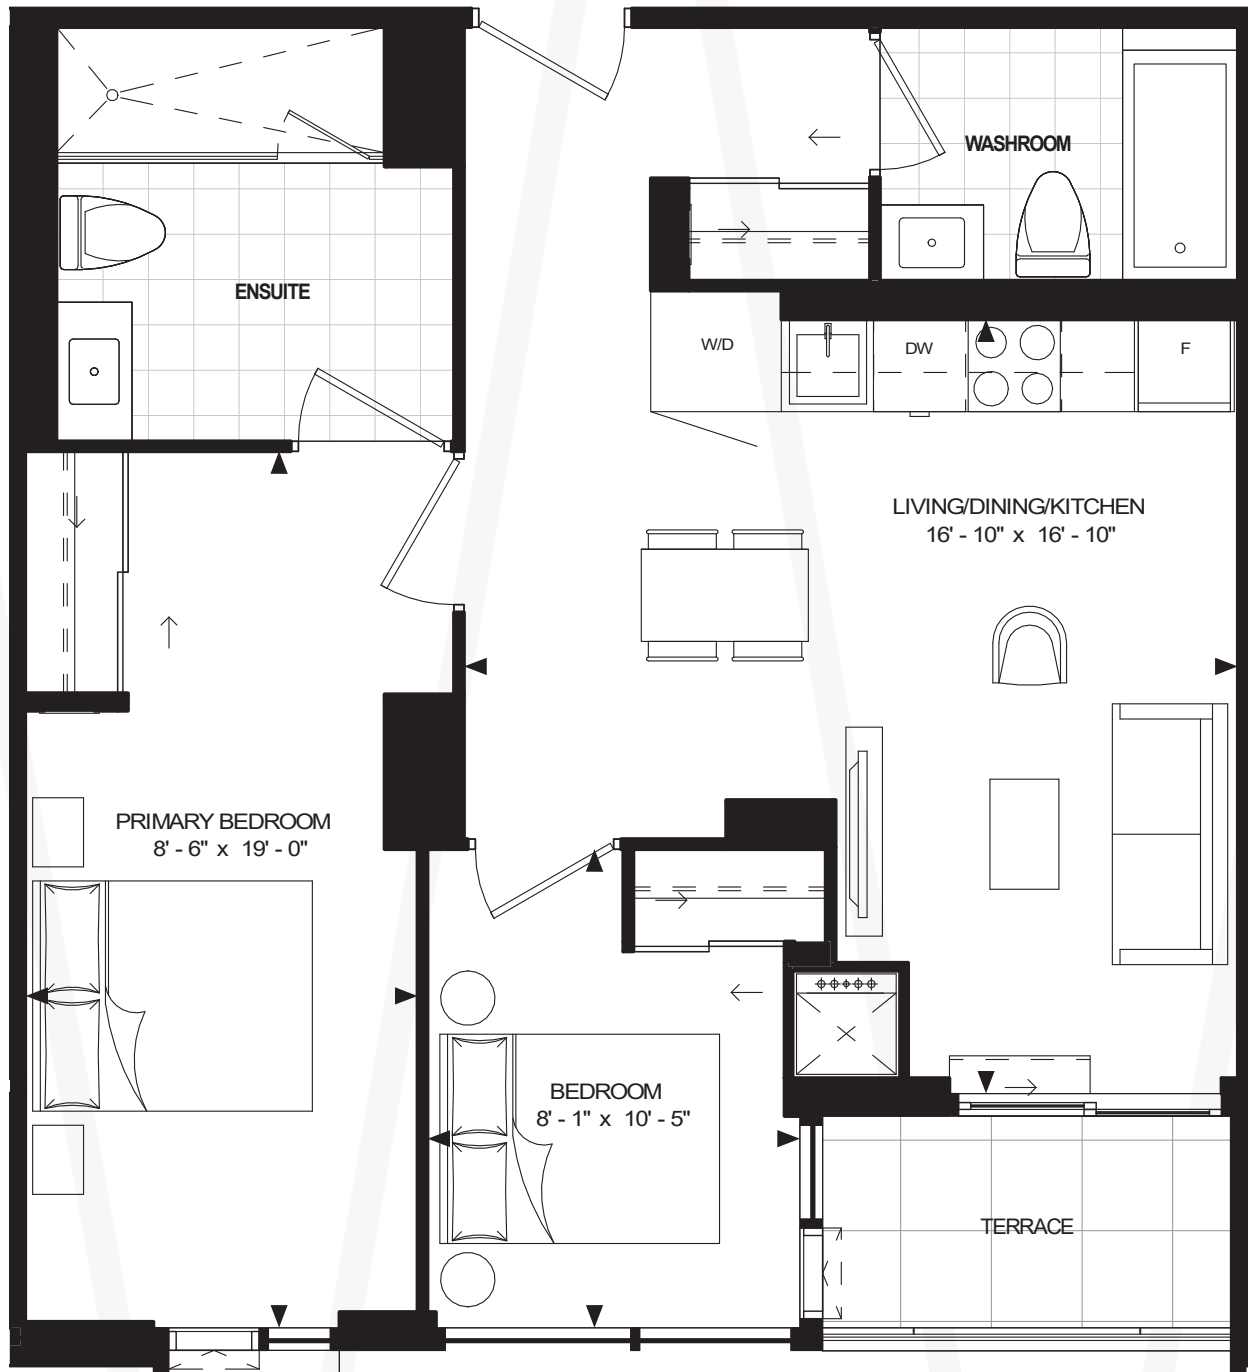 WASHROOM
ENSUITE
W/D
DW
F
LIVING/DINING/KITCHEN
16' - 10" x 16' - 10"
PRIMARY BEDROOM
8' - 6" x 19' - 0"
BEDROOM
8' - 1" x 10' - 5"
TERRACE